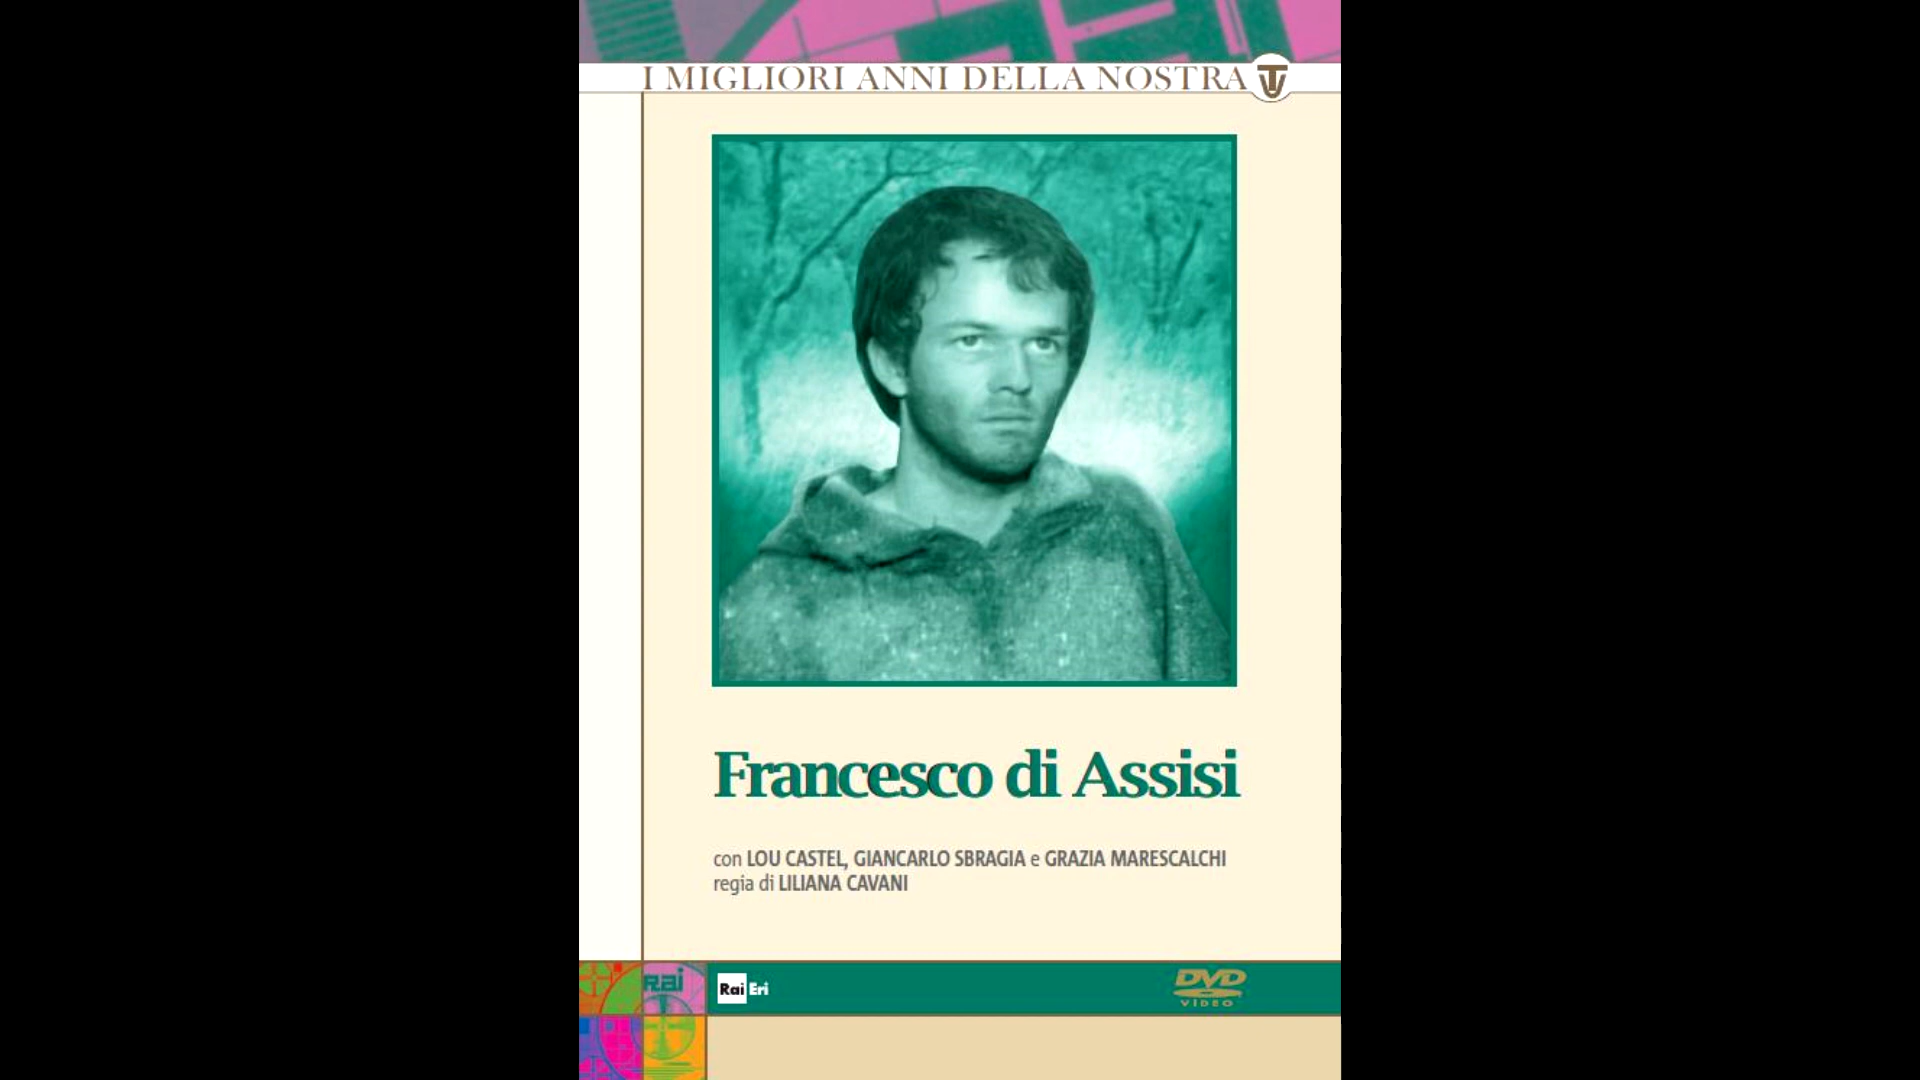 I MIGLIORI ANNI DELLA NOSTRA TV
Francesco di Assisi
con LOU CASTEL, GIANCARLO SBRAGIA e GRAZIA MARESCALCHI
regia di LILIANA CAVANI
Rai
Rai Eri
DVD
VIDEO